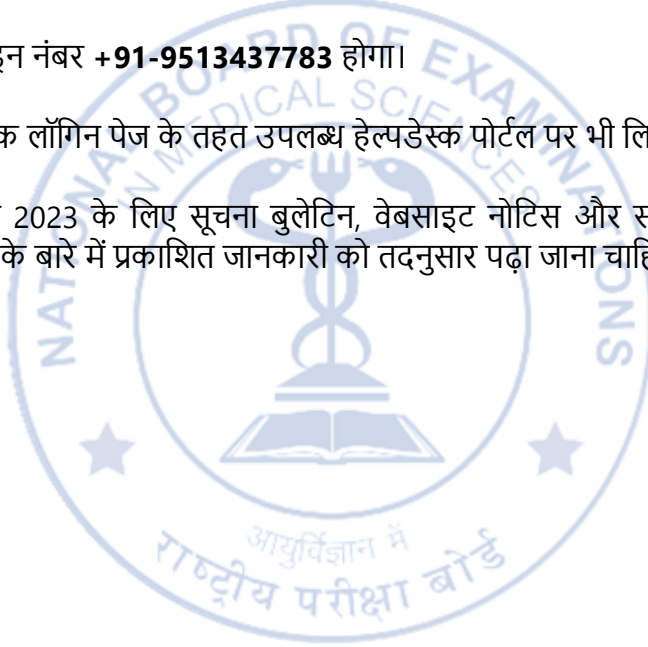 इन नंबर +91-9513437783 होगा।
क लॉगिन पेज के तहत उपलब्ध हेल्पडेस्क पोर्टल पर भी लि
2023 के लिए सूचना बुलेटिन, वेबसाइट नोटिस और स
के बारे में प्रकाशित जानकारी को तदनुसार पढ़ा जाना चाहि
NATIONAL BOARD OF EXAMINATIONS
IN MEDICAL SCIENCES
आयुर्विज्ञान में
राष्ट्रीय परीक्षा बोर्ड